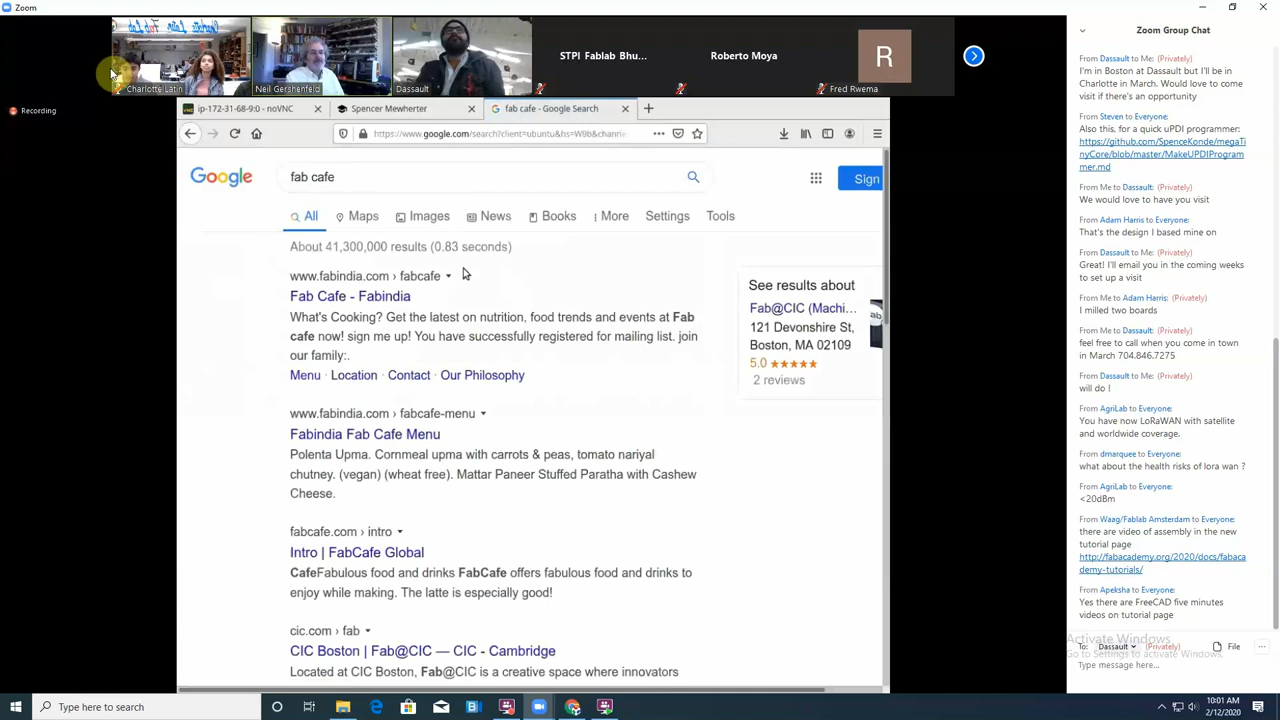 Zoom
Charlotte Latin
Neil Gershenfeld
Dassault
STPI Fablab Bhu...
Roberto Moya
R
Fred Rwema
Recording
ip-172-31-68-9:0 - noVNC
Spencer Mewherter
fab cafe - Google Search
https://www.google.com/search?client=ubuntu&hs=W9b&channe
Google
fab cafe
Sign
All
Maps
Images
News
Books
More
Settings
Tools
About 41,300,000 results (0.83 seconds)
www.fabindia.com › fabcafe
Fab Cafe - Fabindia
What's Cooking? Get the latest on nutrition, food trends and events at Fab
cafe now! sign me up! You have successfully registered for mailing list. join
our family:.
Menu · Location · Contact · Our Philosophy
www.fabindia.com › fabcafe-menu
Fabindia Fab Cafe Menu
Polenta Upma. Cornmeal upma with carrots & peas, tomato nariyal
chutney. (vegan) (wheat free). Mattar Paneer Stuffed Paratha with Cashew
Cheese.
fabcafe.com › intro
Intro | FabCafe Global
CafeFabulous food and drinks FabCafe offers fabulous food and drinks to
enjoy while making. The latte is especially good!
cic.com › fab
CIC Boston | Fab@CIC — CIC - Cambridge
Located at CIC Boston, Fab@CIC is a creative space where innovators
See results about
Fab@CIC (Machi...
121 Devonshire St,
Boston, MA 02109
5.0
2 reviews
Zoom Group Chat
From Dassault to Me: (Privately)
I'm in Boston at Dassault but I'll be in
Charlotte in March. Would love to come
visit if there's an opportunity
From Steven to Everyone:
Also this, for a quick uPDI programmer:
https://github.com/SpenceKonde/megaTi
nyCore/blob/master/MakeUPDIProgram
mer.md
From Me to Dassault: (Privately)
We would love to have you visit
From Adam Harris to Everyone:
That's the design I based mine on
From Dassault to Me: (Privately)
Great! I'll email you in the coming weeks
to set up a visit
From Me to Adam Harris: (Privately)
I milled two boards
From Me to Dassault: (Privately)
feel free to call when you come in town
in March 704.846.7275
From Dassault to Me: (Privately)
will do !
From AgriLab to Everyone:
You have now LoRaWAN with satellite
and worldwide coverage.
From dmarquee to Everyone:
what about the health risks of lora wan ?
From AgriLab to Everyone:
<20dBm
From Waag/Fablab Amsterdam to Everyone:
there are video of assembly in the new
tutorial page
http://fabacademy.org/2020/docs/fabaca
demy-tutorials/
From Apeksha to Everyone:
Yes there are FreeCAD five minutes
videos on tutorial page
Activate Windows
Go to Settings to activate Windows.
To: Dassault (Privately)
File
Type message here...
Type here to search
10:01 AM
2/12/2020